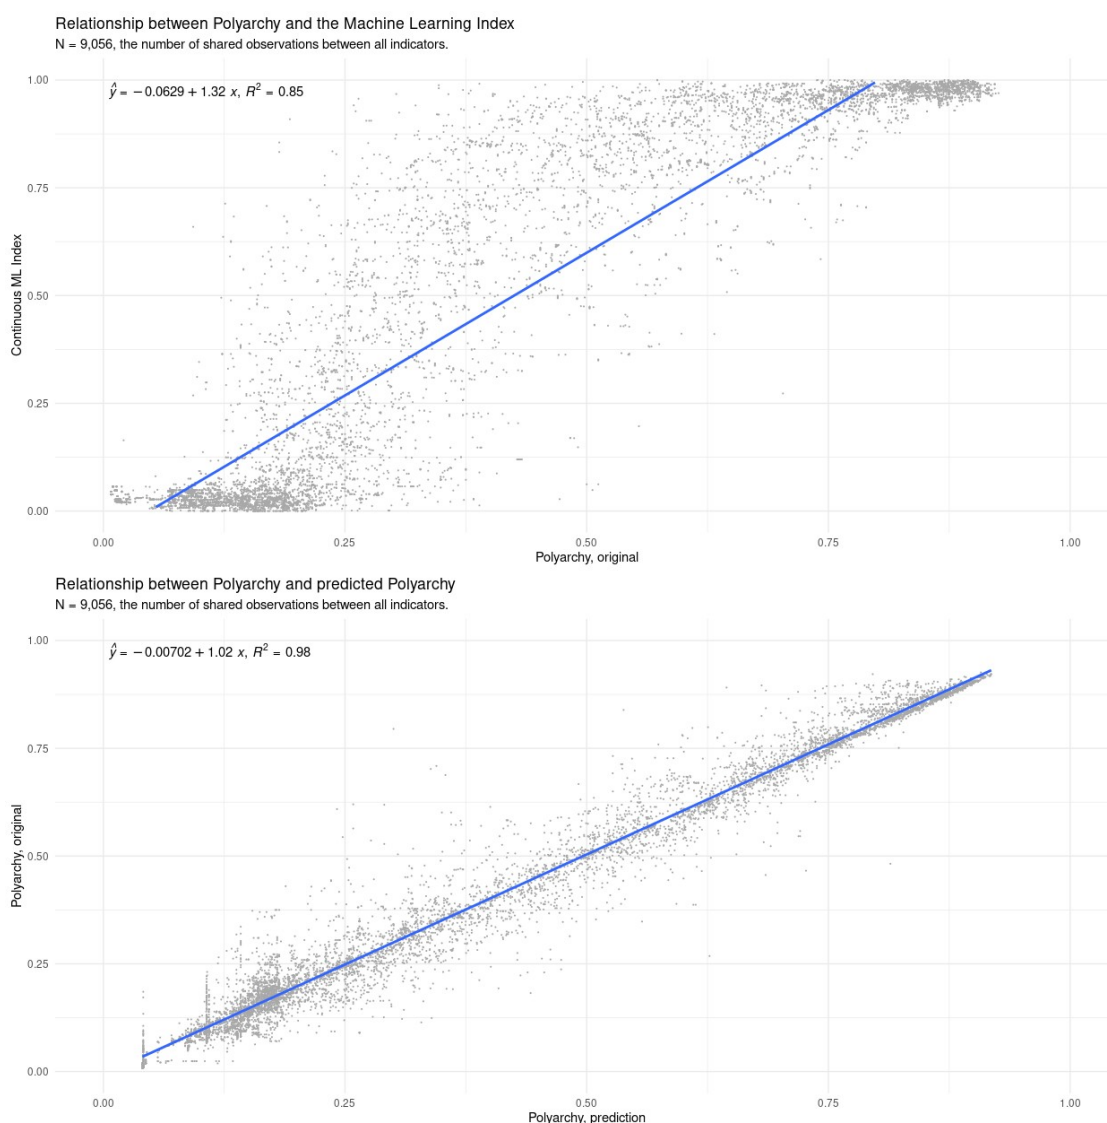 Relationship between Polyarchy and the Machine Learning Index
N = 9,056, the number of shared observations between all indicators.
1.00
ŷ = −0.0629 + 1.32 x, R² = 0.85
0.75
Continuous ML Index
0.50
0.25
0.00
0.00 0.25 0.50 0.75 1.00
Polyarchy, original
Relationship between Polyarchy and predicted Polyarchy
N = 9,056, the number of shared observations between all indicators.
1.00
ŷ = −0.00702 + 1.02 x, R² = 0.98
0.75
Polyarchy, original
0.50
0.25
0.00
0.00 0.25 0.50 0.75 1.00
Polyarchy, prediction